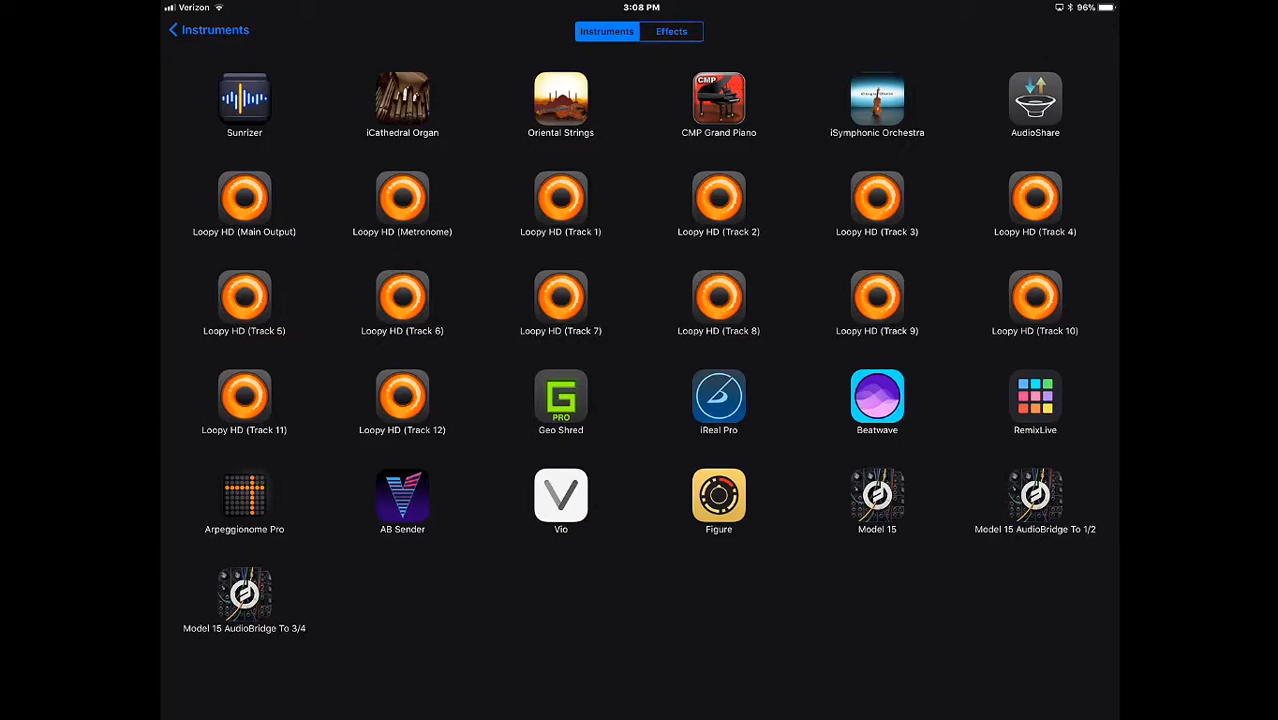 Verizon
3:08 PM
96%
Instruments
Instruments
Effects
Sunrizer
iCathedral Organ
Oriental Strings
CMP
CMP Grand Piano
iSymphonic Orchestra
AudioShare
Loopy HD (Main Output)
Loopy HD (Metronome)
Loopy HD (Track 1)
Loopy HD (Track 2)
Loopy HD (Track 3)
Loopy HD (Track 4)
Loopy HD (Track 5)
Loopy HD (Track 6)
Loopy HD (Track 7)
Loopy HD (Track 8)
Loopy HD (Track 9)
Loopy HD (Track 10)
Loopy HD (Track 11)
Loopy HD (Track 12)
G
PRO
Geo Shred
iReal Pro
Beatwave
RemixLive
Arpeggionome Pro
AB Sender
Vio
Figure
Model 15
Model 15 AudioBridge To 1/2
Model 15 AudioBridge To 3/4